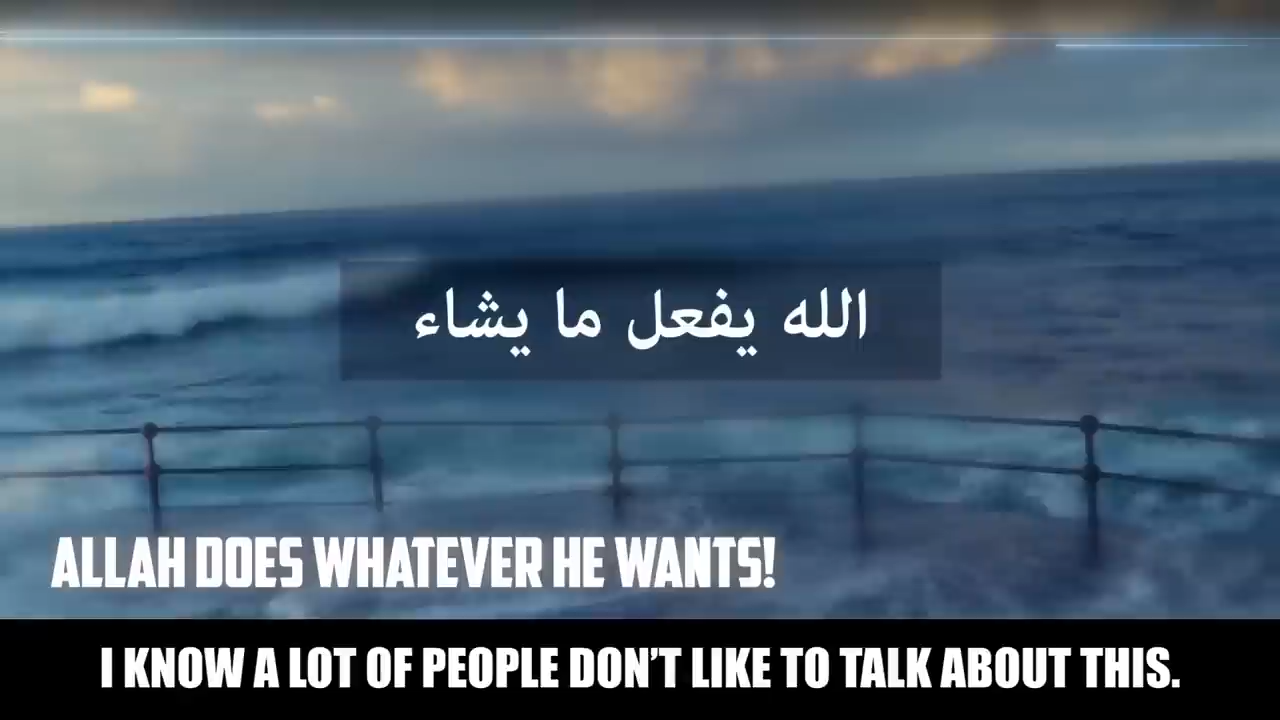 الله يفعل ما يشاء
ALLAH DOES WHATEVER HE WANTS!
I KNOW A LOT OF PEOPLE DON'T LIKE TO TALK ABOUT THIS.